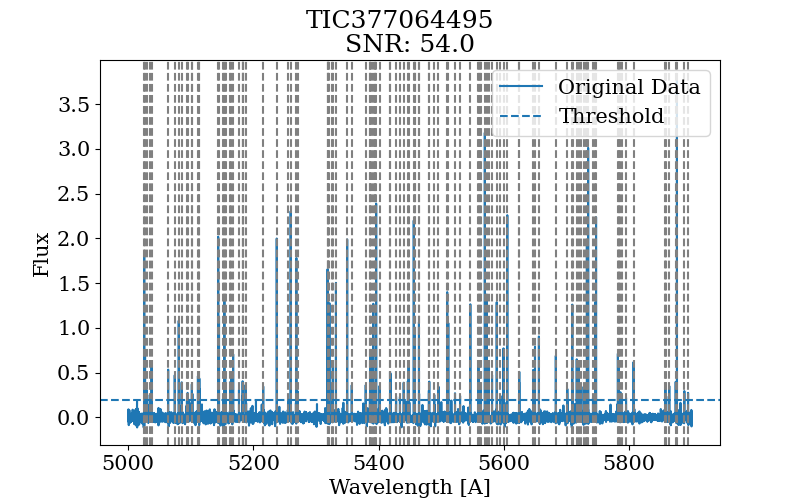 TIC377064495
SNR: 54.0
Original Data
Threshold
3.5
3.0
2.5
2.0
1.5
1.0
0.5
0.0
Flux
5000 5200 5400 5600 5800
Wavelength [A]